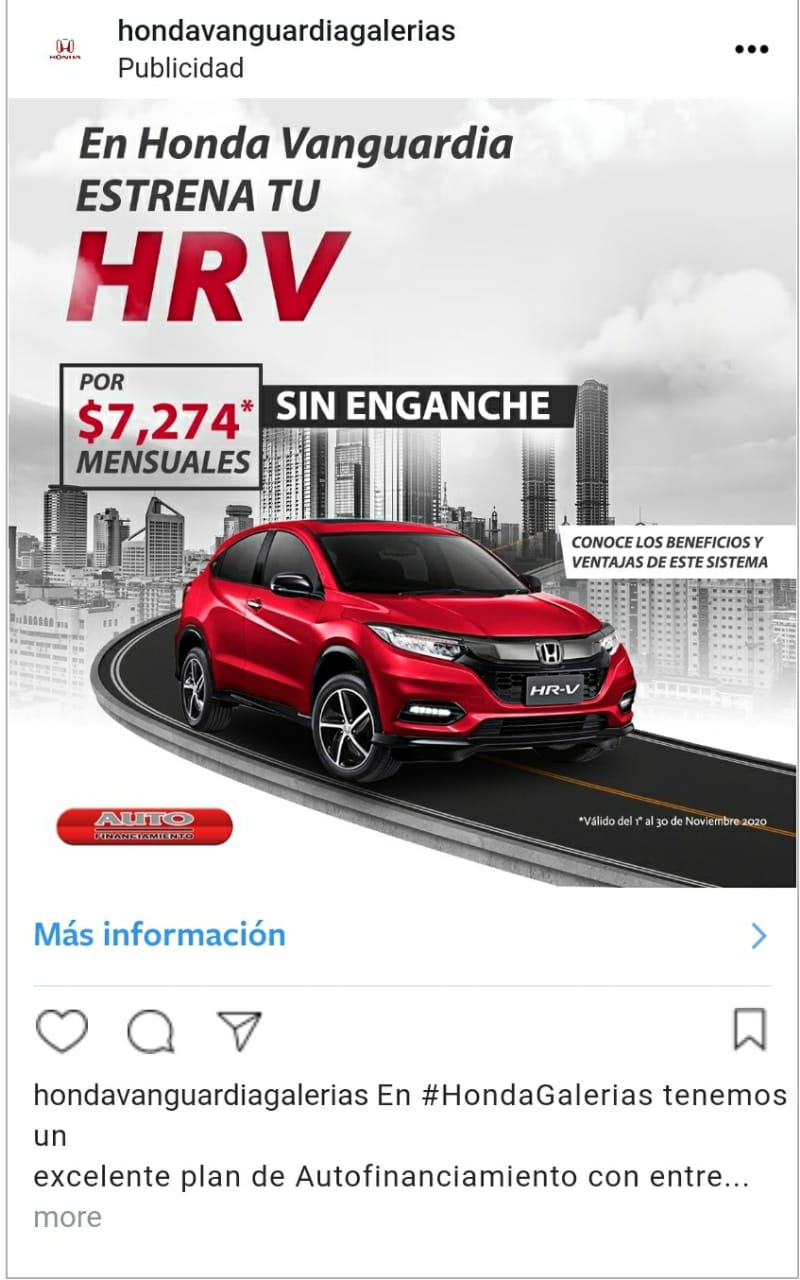 hondavanguardiagalerias
HONDA
Publicidad
En Honda Vanguardia
ESTRENA TU
HRV
POR
$7,274*
MENSUALES
SIN ENGANCHE
CONOCE LOS BENEFICIOS Y
VENTAJAS DE ESTE SISTEMA
HR-V
AUTO
FINANCIAMIENTO
*Válido del 1° al 30 de Noviembre 2020
Más información
hondavanguardiagalerias En #HondaGalerias tenemos
un
excelente plan de Autofinanciamiento con entre...
more